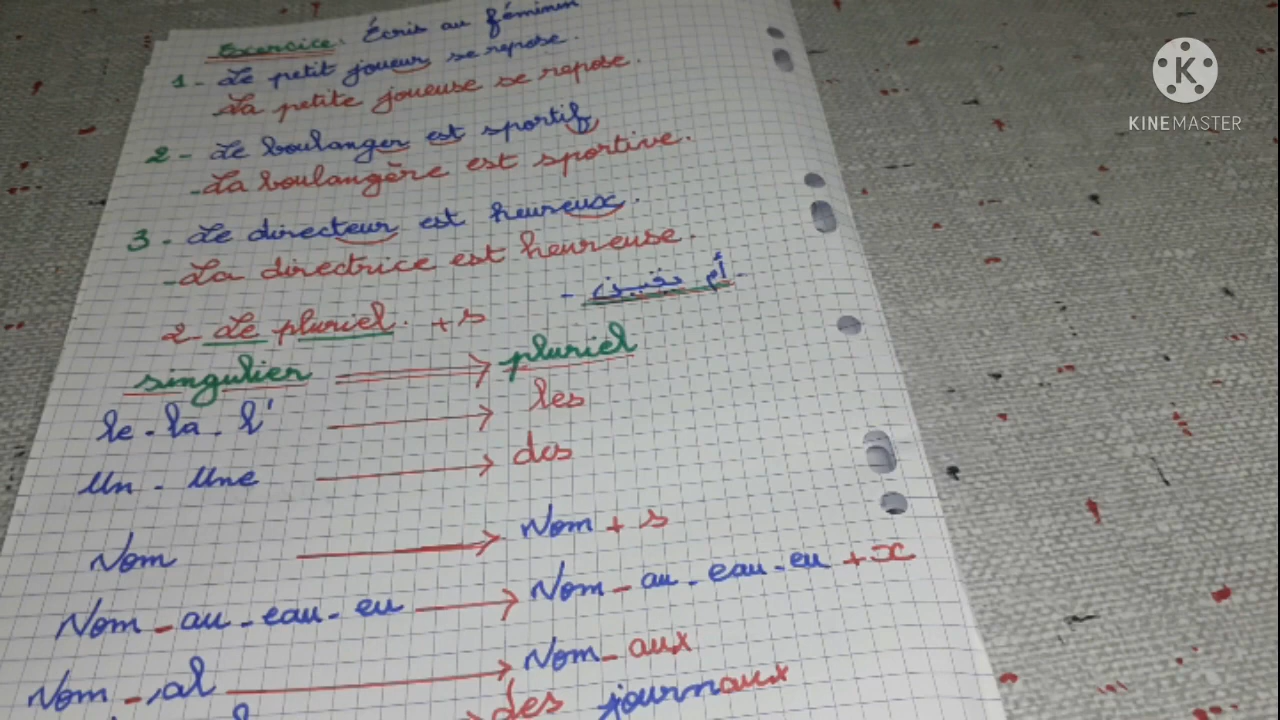 Exercice. Écris au féminin
1 - Le petit joueur se repose.
La petite joueuse se repose.
2 - Le boulanger est sportif
- La boulangère est sportive.
3 - Le directeur est heureux.
- La directrice est heureuse.
- أم يقين -
2 - Le pluriel. + s
singulier ⇒ pluriel
le - la - l' → les
Un - Une → des
Nom → Nom + s
Nom - au - eau - eu → Nom - au - eau - eu + x
Nom - al → Nom - aux
→ des journaux
K
KINEMASTER